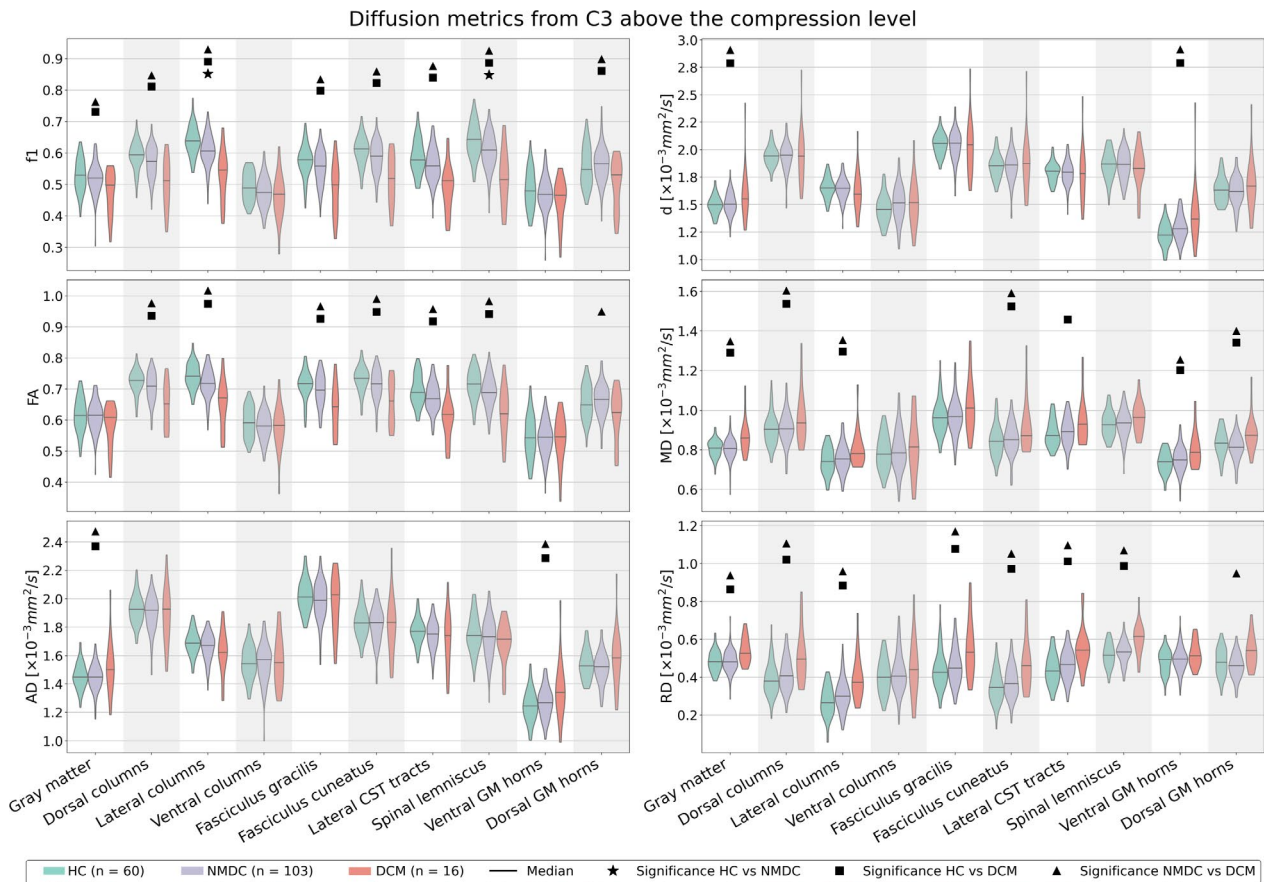 Diffusion metrics from C3 above the compression level
f1
0.9
0.8
0.7
0.6
0.5
0.4
0.3
d [×10⁻³mm²/s]
3.0
2.8
2.5
2.2
2.0
1.8
1.5
1.2
1.0
FA
1.0
0.9
0.8
0.7
0.6
0.5
0.4
MD [×10⁻³mm²/s]
1.6
1.4
1.2
1.0
0.8
0.6
AD [×10⁻³mm²/s]
2.4
2.2
2.0
1.8
1.6
1.4
1.2
1.0
RD [×10⁻³mm²/s]
1.2
1.0
0.8
0.6
0.4
0.2
Gray matter
Dorsal columns
Lateral columns
Ventral columns
Fasciculus gracilis
Fasciculus cuneatus
Lateral CST tracts
Spinal lemniscus
Ventral GM horns
Dorsal GM horns
Gray matter
Dorsal columns
Lateral columns
Ventral columns
Fasciculus gracilis
Fasciculus cuneatus
Lateral CST tracts
Spinal lemniscus
Ventral GM horns
Dorsal GM horns
HC (n = 60) NMDC (n = 103) DCM (n = 16) Median Significance HC vs NMDC Significance HC vs DCM Significance NMDC vs DCM